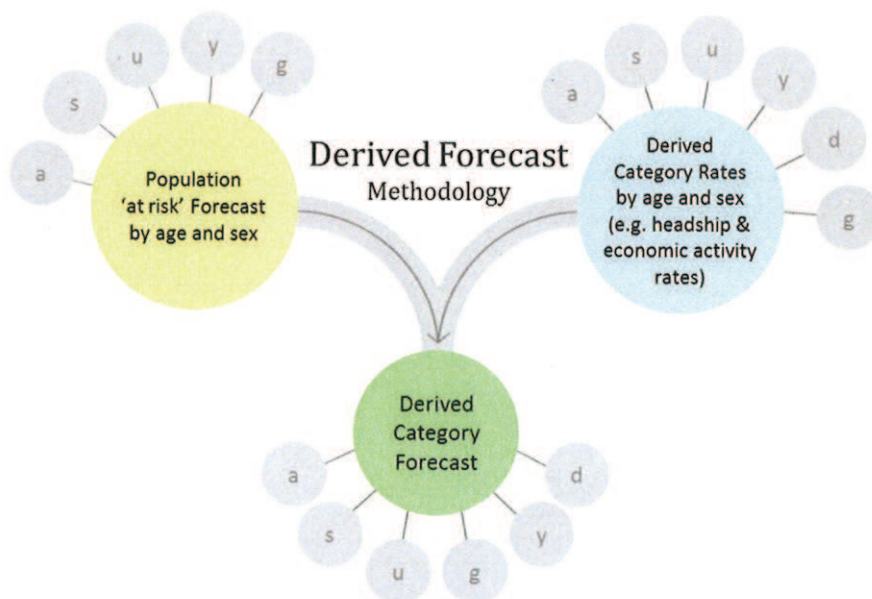 a
s
u
y
g
Population
‘at risk’ Forecast
by age and sex
Derived Forecast
Methodology
a
s
u
y
d
g
Derived
Category Rates
by age and sex
(e.g. headship &
economic activity
rates)
Derived
Category
Forecast
a
s
u
g
y
d